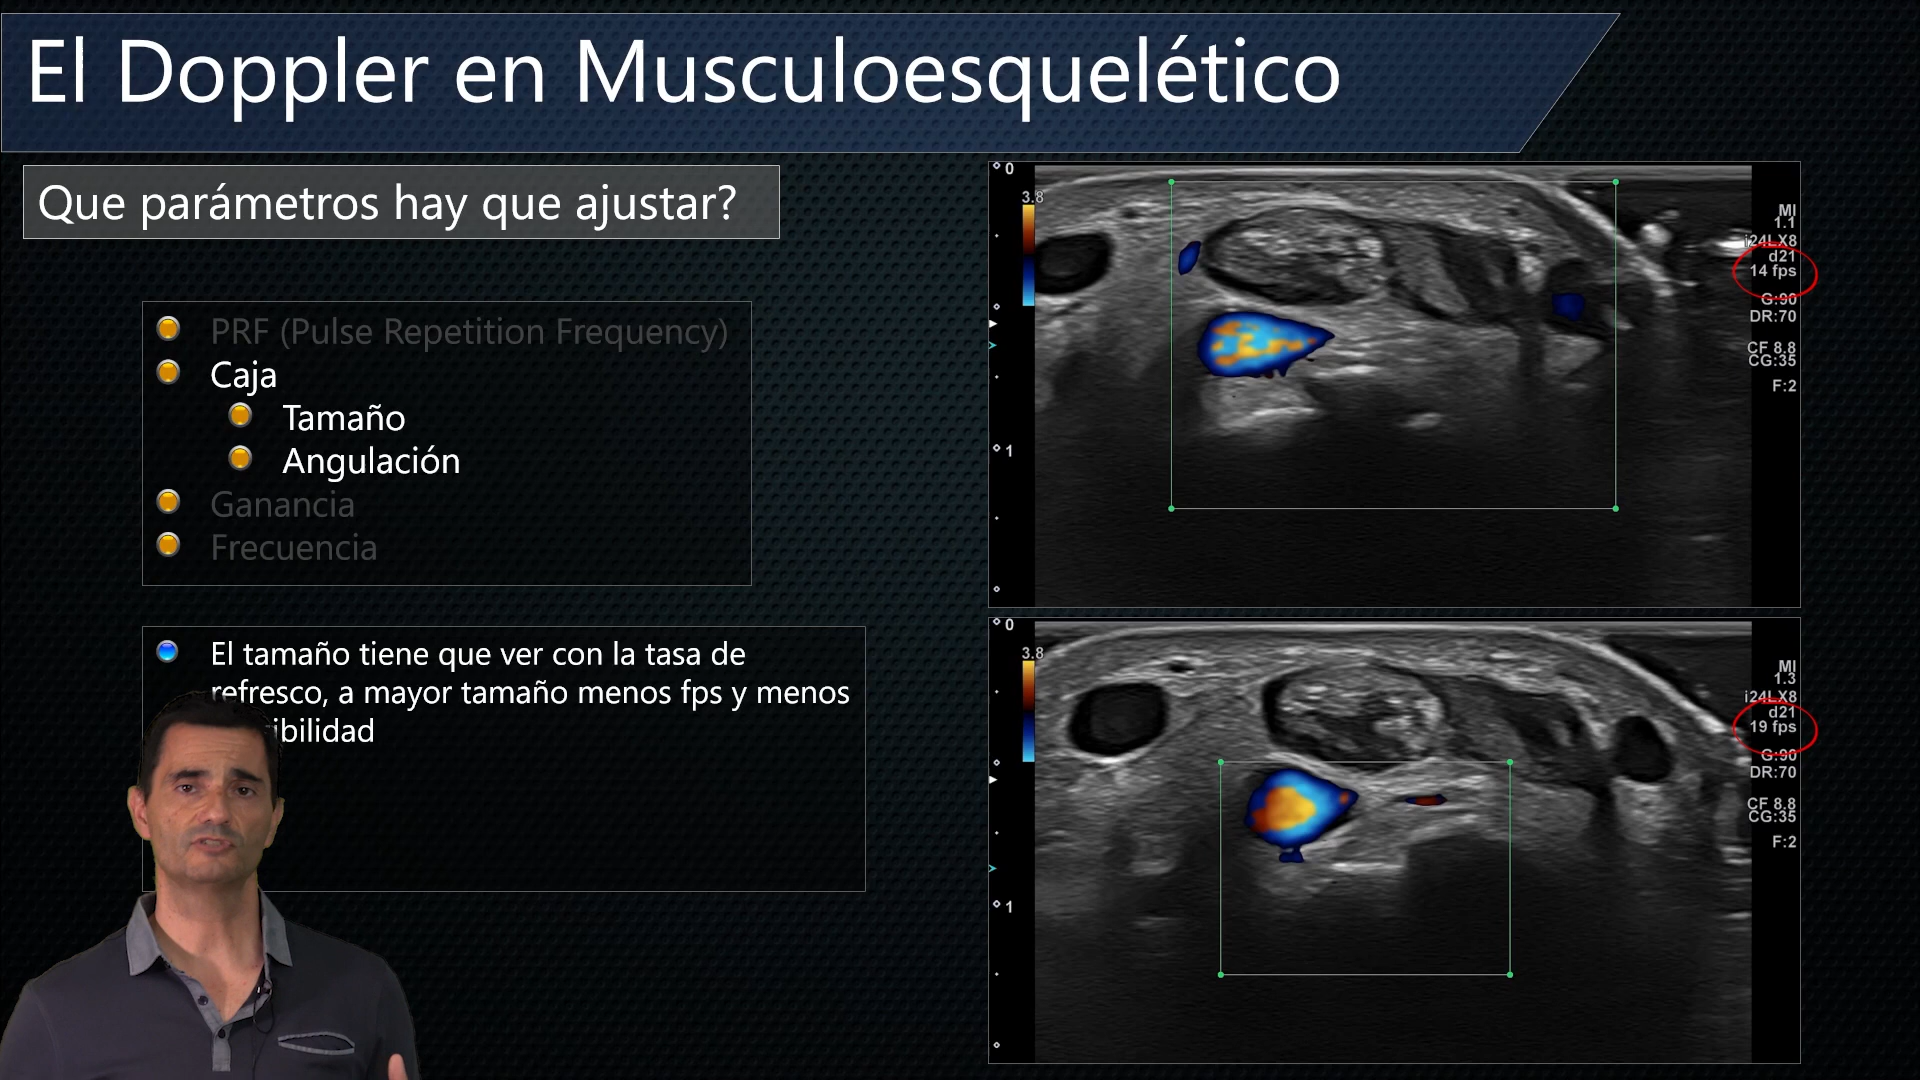 El Doppler en Musculoesquelético
Que parámetros hay que ajustar?
PRF (Pulse Repetition Frequency)
Caja
Tamaño
Angulación
Ganancia
Frecuencia
El tamaño tiene que ver con la tasa de
refresco, a mayor tamaño menos fps y menos
0
3.8
1
MI
1.1
i24LX8
d21
14 fps
G:90
DR:70
CF 8.8
CG:35
F:2
0
3.8
1
MI
1.3
i24LX8
d21
19 fps
G:90
DR:70
CF 8.8
CG:35
F:2